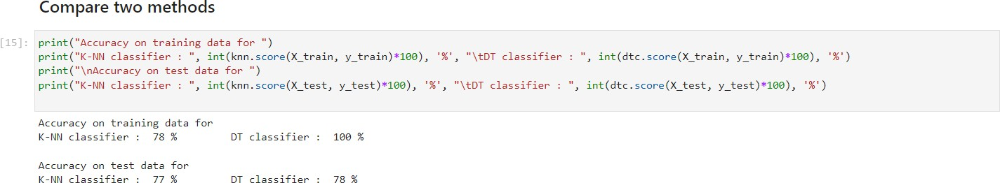 Compare two methods
[15]: print("Accuracy on training data for ")
print("K-NN classifier : ", int(knn.score(X_train, y_train)*100), '%', "\tDT classifier : ", int(dtc.score(X_train, y_train)*100), '%')
print("\nAccuracy on test data for ")
print("K-NN classifier : ", int(knn.score(X_test, y_test)*100), '%', "\tDT classifier : ", int(dtc.score(X_test, y_test)*100), '%')
Accuracy on training data for
K-NN classifier :  78 %         DT classifier :  100 %
Accuracy on test data for
K-NN classifier :  77 %         DT classifier :  78 %